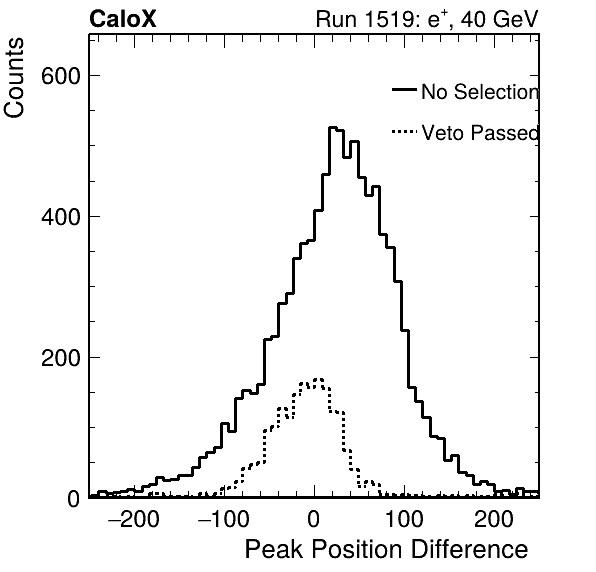 CaloX Run 1519: e⁺, 40 GeV
Counts
600
No Selection
Veto Passed
400
200
0
−200 −100 0 100 200
Peak Position Difference